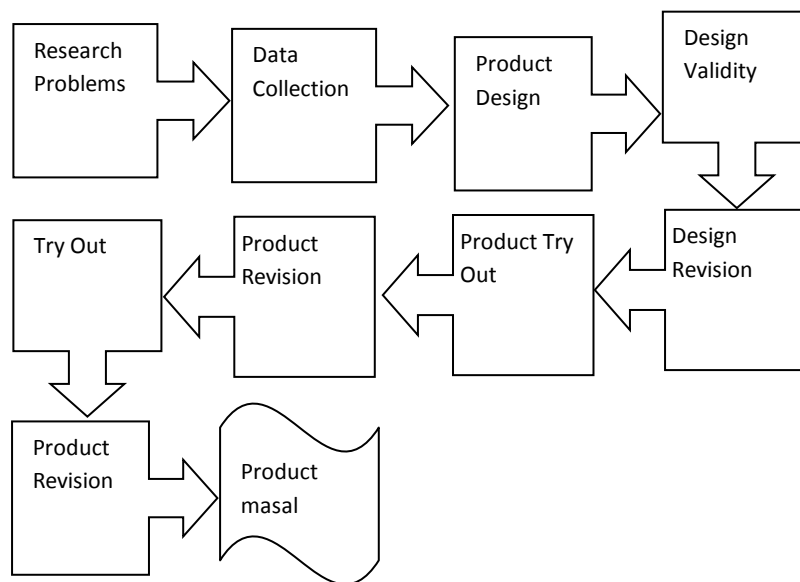 Research
Problems
Data
Collection
Product
Design
Design
Validity
Design
Revision
Product Try
Out
Product
Revision
Try Out
Product
Revision
Product
masal